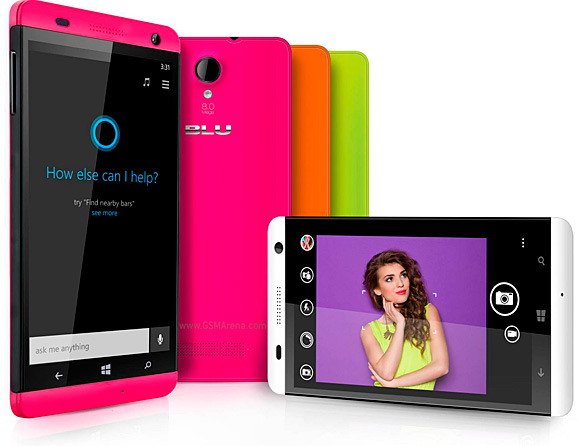 3:31
How else can I help?
try "Find nearby bars"
see more
ask me anything
8.0
BLU
www.GSMArena.com